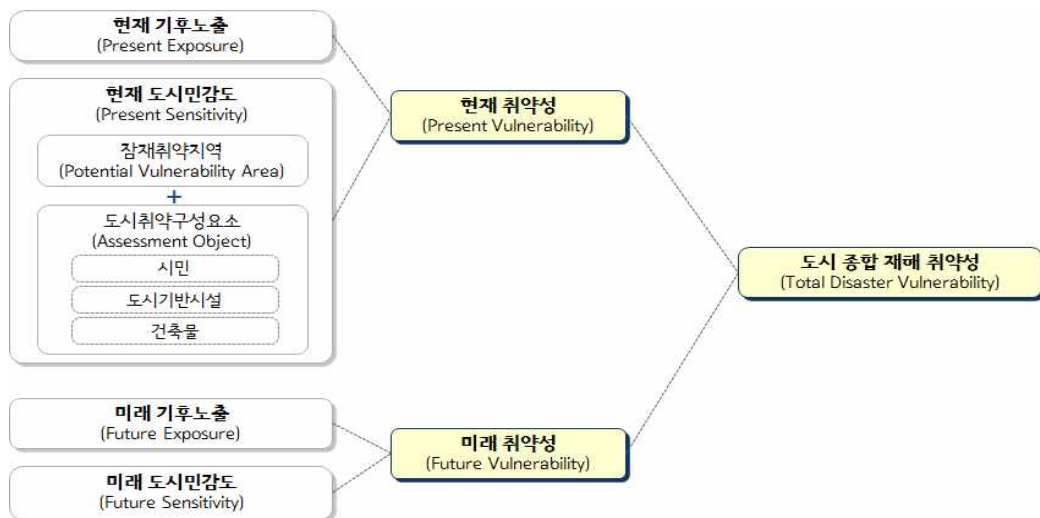 현재 기후노출
(Present Exposure)
현재 도시민감도
(Present Sensitivity)
잠재취약지역
(Potential Vulnerability Area)
+
도시취약구성요소
(Assessment Object)
시민
도시기반시설
건축물
현재 취약성
(Present Vulnerability)
도시 종합 재해 취약성
(Total Disaster Vulnerability)
미래 기후노출
(Future Exposure)
미래 도시민감도
(Future Sensitivity)
미래 취약성
(Future Vulnerability)